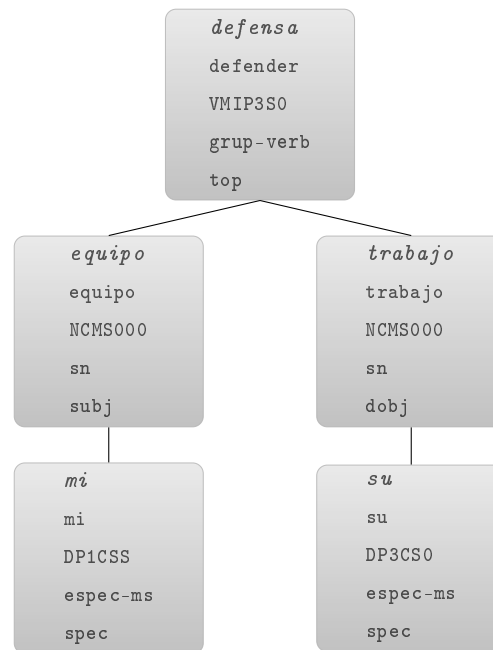 defensa
defender
VMIP3S0
grup-verb
top
equipo
equipo
NCMS000
sn
subj
trabajo
trabajo
NCMS000
sn
dobj
mi
mi
DP1CSS
espec-ms
spec
su
su
DP3CS0
espec-ms
spec